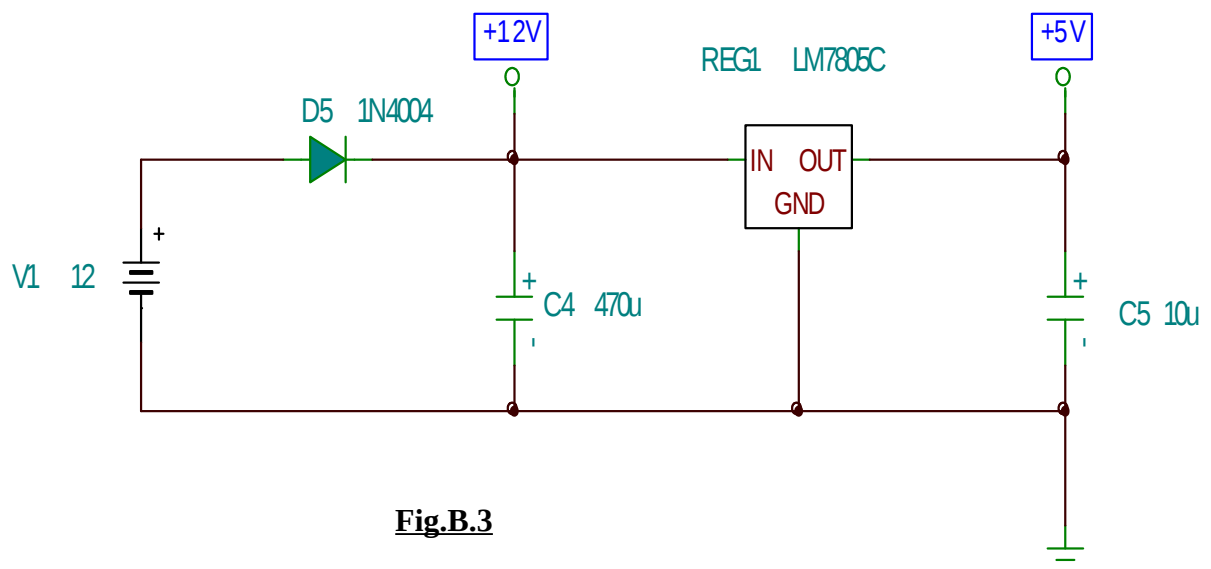 +12V
+5V
REG1 LM7805C
D5 1N4004
IN OUT
GND
+
V1 12
+
C4 470u
-
+
C5 10u
-
Fig.B.3